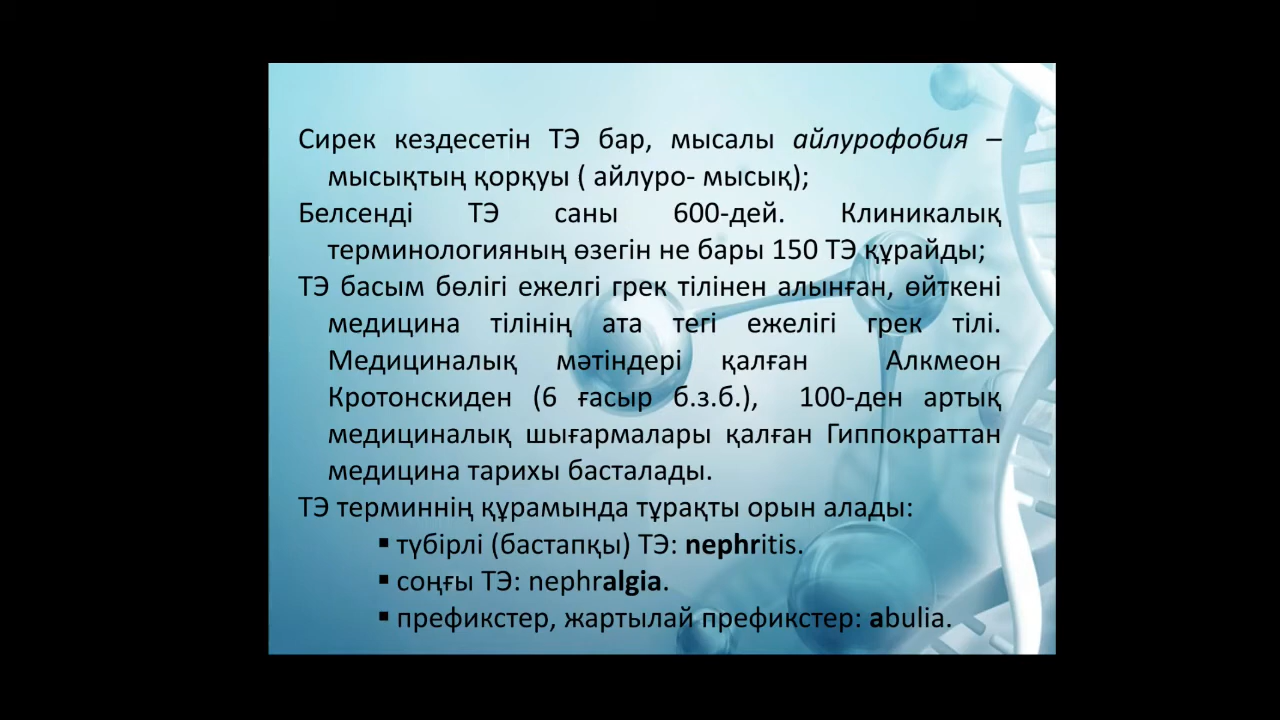 Сирек кездесетін ТЭ бар, мысалы айлурофобия –
мысықтың қорқуы ( айлуро- мысық);
Белсенді ТЭ саны 600-дей. Клиникалық
терминологияның өзегін не бары 150 ТЭ құрайды;
ТЭ басым бөлігі ежелгі грек тілінен алынған, өйткені
медицина тілінің ата тегі ежелігі грек тілі.
Медициналық мәтіндері қалған Алкмеон
Кротонскиден (6 ғасыр б.з.б.), 100-ден артық
медициналық шығармалары қалған Гиппократтан
медицина тарихы басталады.
ТЭ терминнің құрамында тұрақты орын алады:
▪ түбірлі (бастапқы) ТЭ: nephritis.
▪ соңғы ТЭ: nephralgia.
▪ префикстер, жартылай префикстер: abulia.